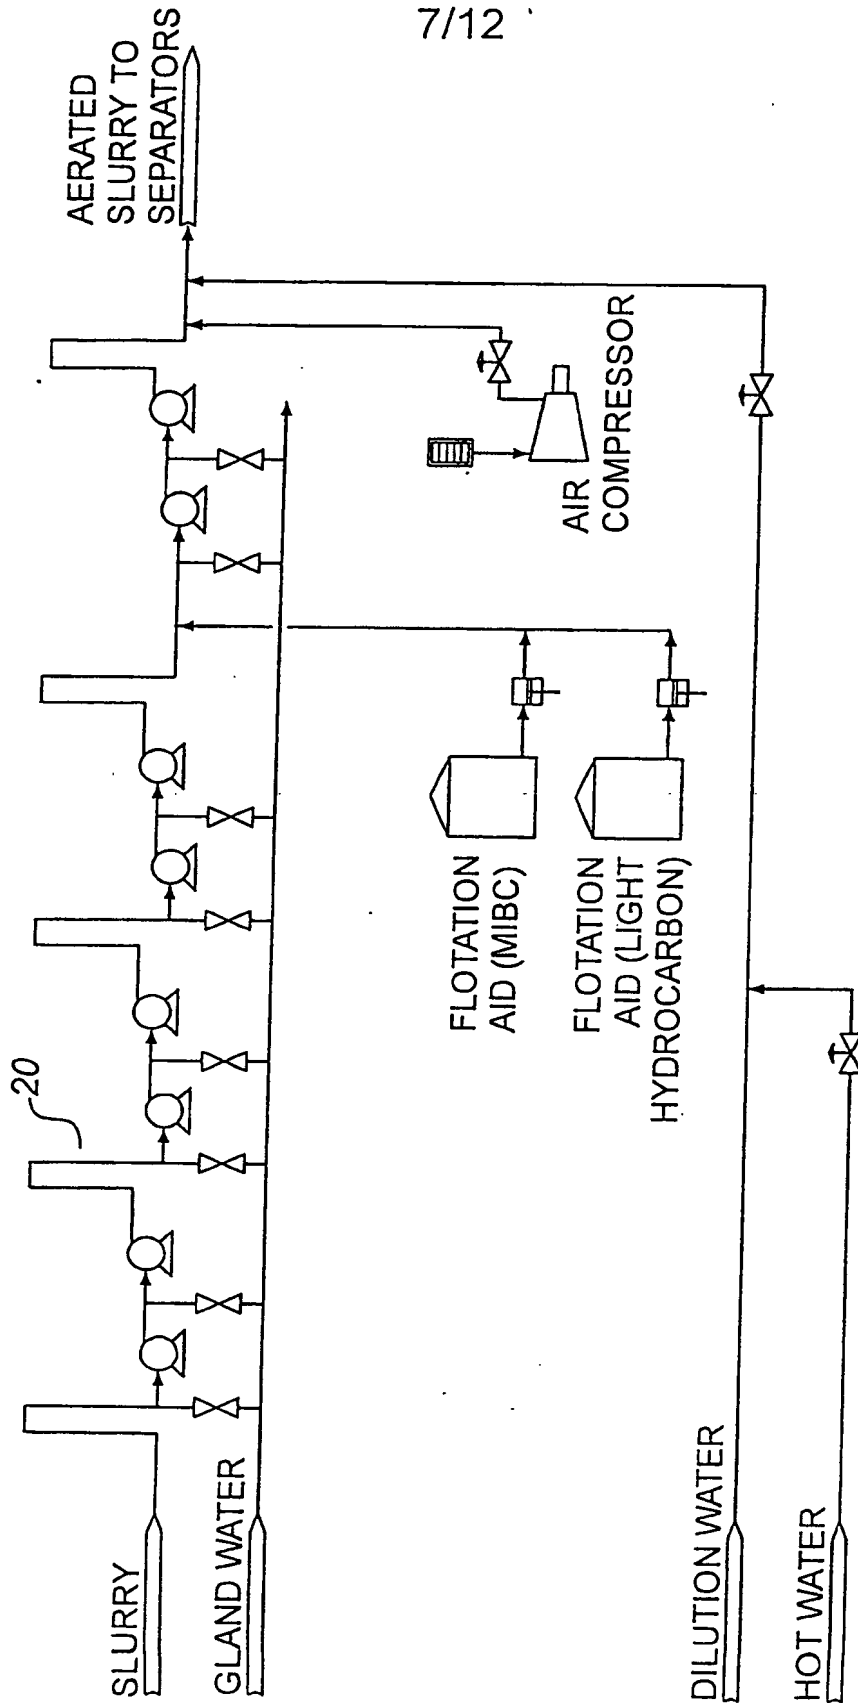 7/12
AERATED
SLURRY TO
SEPARATORS
20
AIR
COMPRESSOR
FLOTATION
AID (MIBC)
FLOTATION
AID (LIGHT
HYDROCARBON)
SLURRY
GLAND WATER
DILUTION WATER
HOT WATER